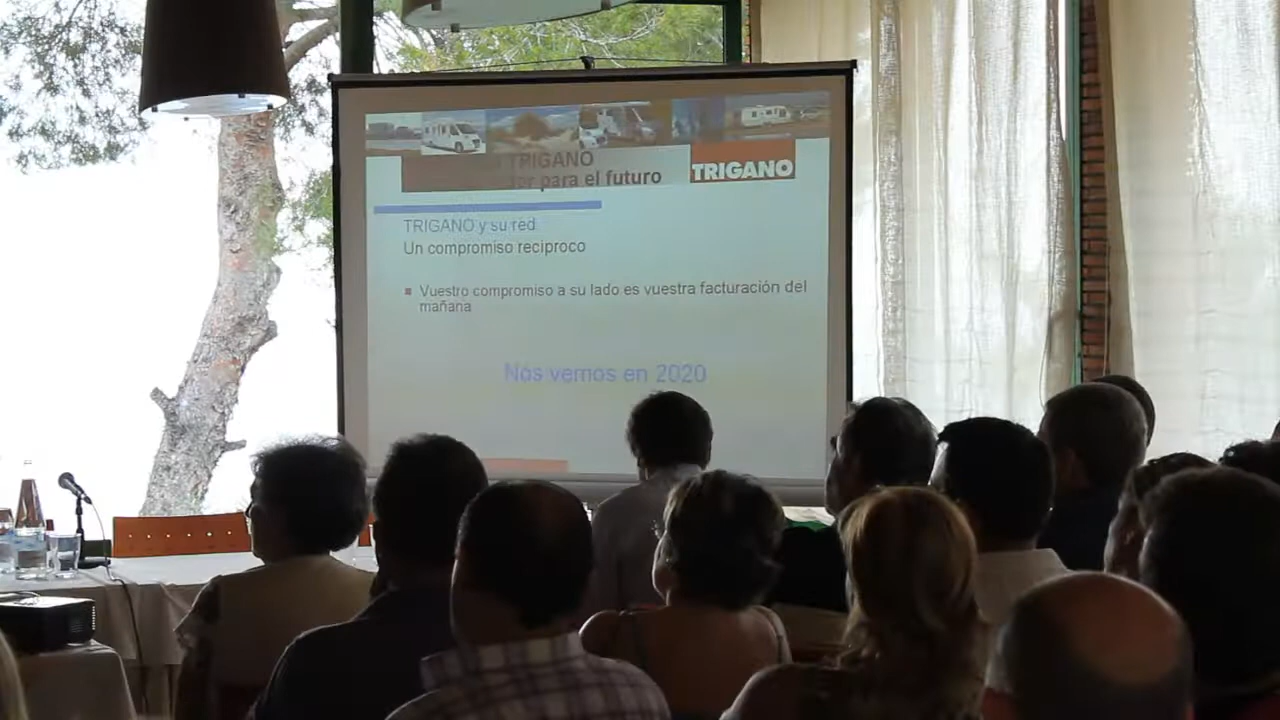 TRIGANO
para el futuro
TRIGANO
TRIGANO y su red
Un compromiso reciproco
Vuestro compromiso a su lado es vuestra facturación del
mañana
Nos vemos en 2020